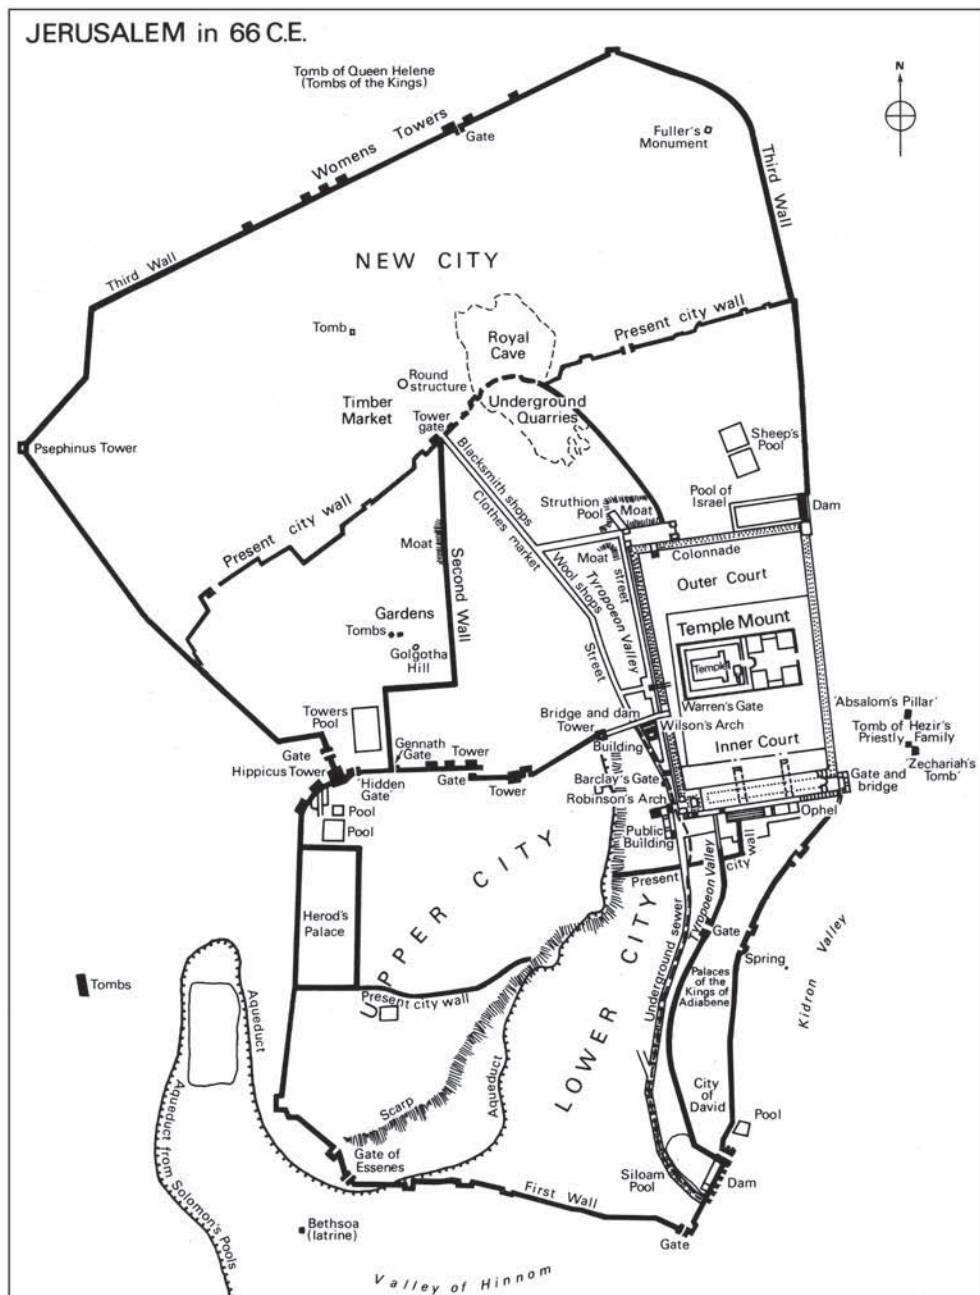 JERUSALEM in 66 C.E.
Tomb of Queen Helene
(Tombs of the Kings)
N
Womens Towers
Gate
Fuller's
Monument
Third Wall
Third Wall
NEW CITY
Present city wall
Tomb
Royal
Cave
Round
structure
Timber
Market
Underground
Quarries
Tower
gate
Psephinus Tower
Sheep's
Pool
Blacksmith shops
Clothes market
Struthion
Pool
Moat
Pool of
Israel
Dam
Present city wall
Moat
Second Wall
Moat
street
Colonnade
Wool shops
Tyropoeon Valley
Outer Court
Gardens
Tombs
Golgotha
Hill
Street
Temple Mount
Temple
Towers
Pool
Warren's Gate
'Absalom's Pillar'
Bridge and dam
Tower
Wilson's Arch
Tomb of Hezir's
Priestly Family
Gate
Gennath
Gate
Tower
Building
Inner Court
'Zechariah's
Tomb'
Hippicus Tower
'Hidden
Gate'
Gate
Tower
Barclay's Gate
Gate and
bridge
Robinson's Arch
Pool
Pool
Public
Building
Ophel
Present
city
wall
UPPER CITY
Tyropoeon Valley
Herod's
Palace
LOWER CITY
Underground sewer
Gate
Spring
Kidron Valley
Palaces
of the
Kings of
Adiabene
Tombs
Present city wall
Aqueduct
Aqueduct
Scarp
City
of
David
Pool
Aqueduct from Solomon's Pools
Gate of
Essenes
Siloam
Pool
Dam
First Wall
Bethsoa
(latrine)
Gate
Valley of Hinnom